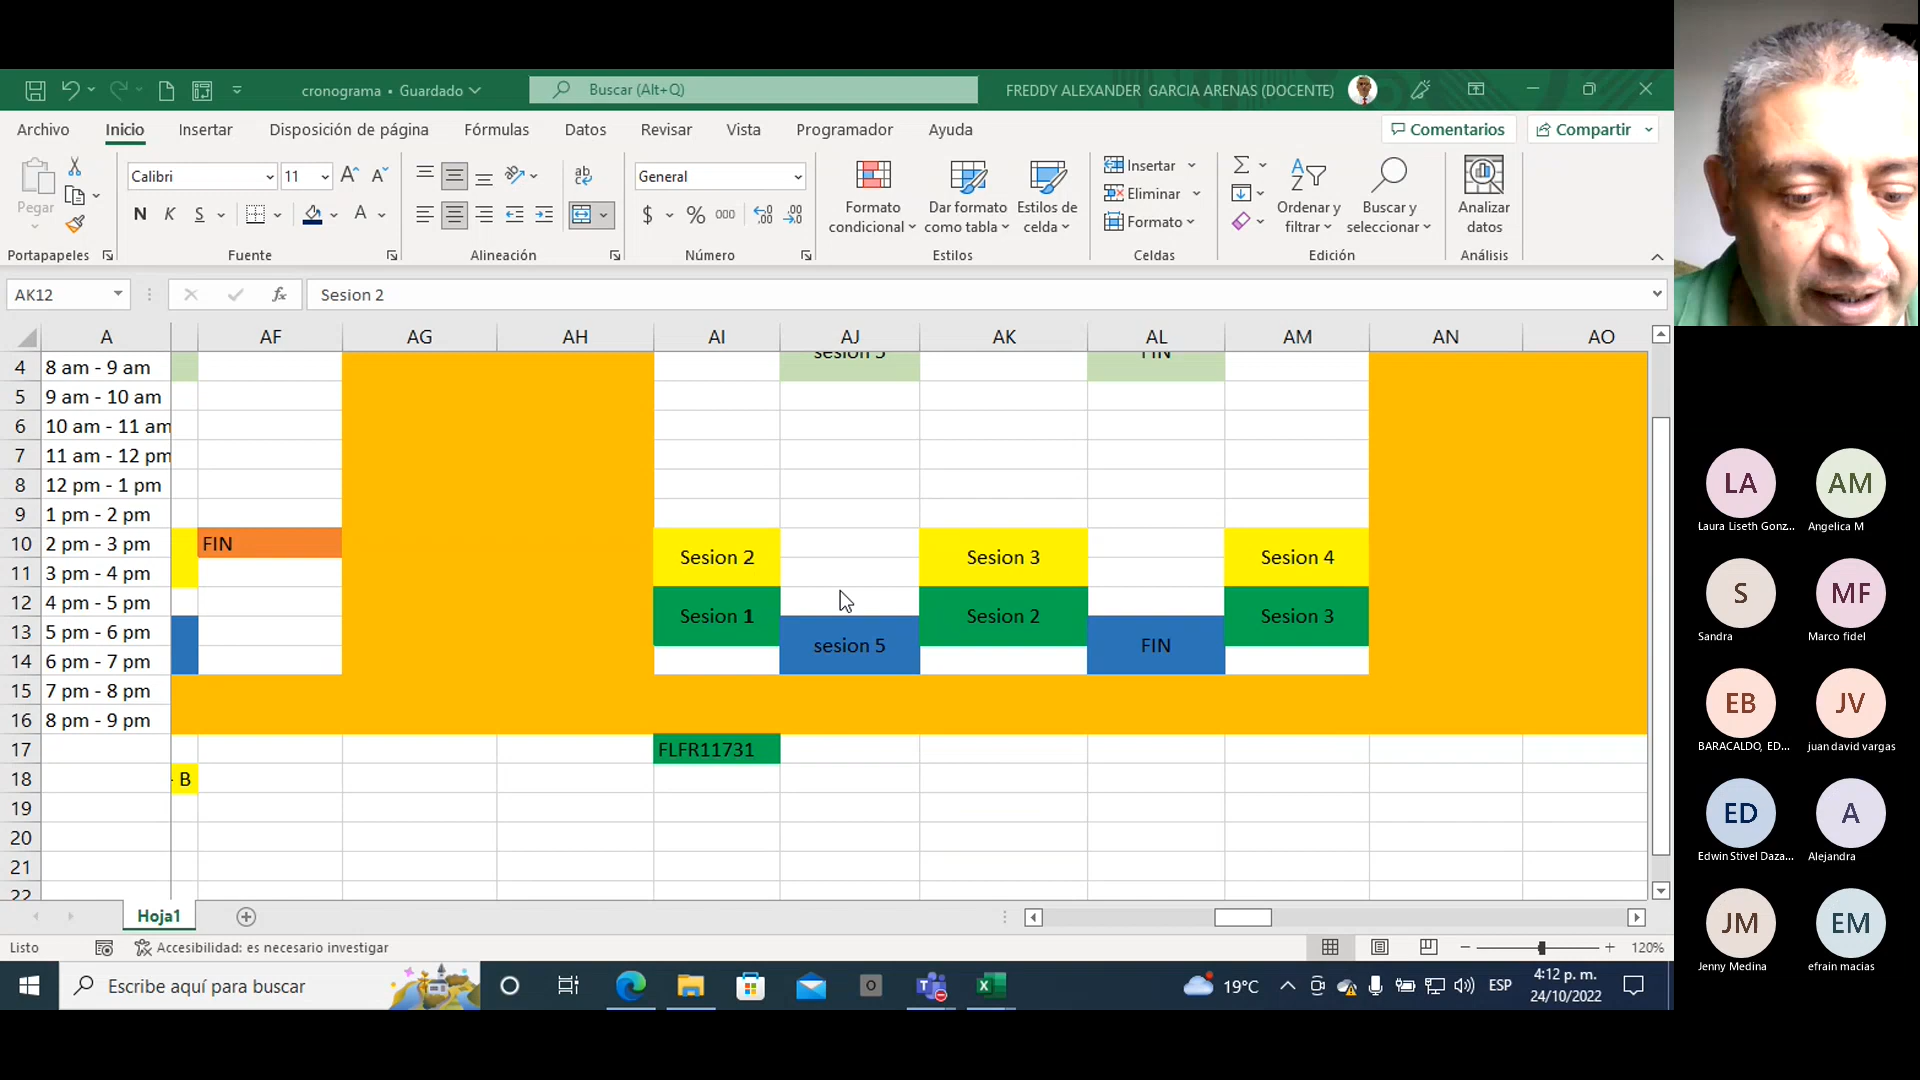 cronograma • Guardado
Buscar (Alt+Q)
FREDDY ALEXANDER GARCIA ARENAS (DOCENTE)
Archivo Inicio Insertar Disposición de página Fórmulas Datos Revisar Vista Programador Ayuda Comentarios Compartir
Pegar
Portapapeles
Calibri 11
N K S
Fuente
ab
Alineación
General
$ % 000
Número
Formato condicional
Dar formato como tabla
Estilos de celda
Estilos
Insertar
Eliminar
Formato
Celdas
Ordenar y filtrar
Buscar y seleccionar
Edición
Analizar datos
Análisis
AK12 fx Sesion 2
A AF AG AH AI AJ AK AL AM AN AO
4 8 am - 9 am sesion 5 FIN
5 9 am - 10 am
6 10 am - 11 am
7 11 am - 12 pm
8 12 pm - 1 pm
9 1 pm - 2 pm
10 2 pm - 3 pm FIN Sesion 2 Sesion 3 Sesion 4
11 3 pm - 4 pm
12 4 pm - 5 pm Sesion 1 Sesion 2 Sesion 3
13 5 pm - 6 pm sesion 5 FIN
14 6 pm - 7 pm
15 7 pm - 8 pm
16 8 pm - 9 pm
17 FLFR11731
18 - B
19
20
21
22
Hoja1
Listo Accesibilidad: es necesario investigar 120%
Escribe aquí para buscar
19°C ESP
4:12 p. m.
24/10/2022
LA AM
Laura Liseth Gonz... Angelica M
S MF
Sandra Marco fidel
EB JV
BARACALDO, ED... juan david vargas
ED A
Edwin Stivel Daza... Alejandra
JM EM
Jenny Medina efrain macias